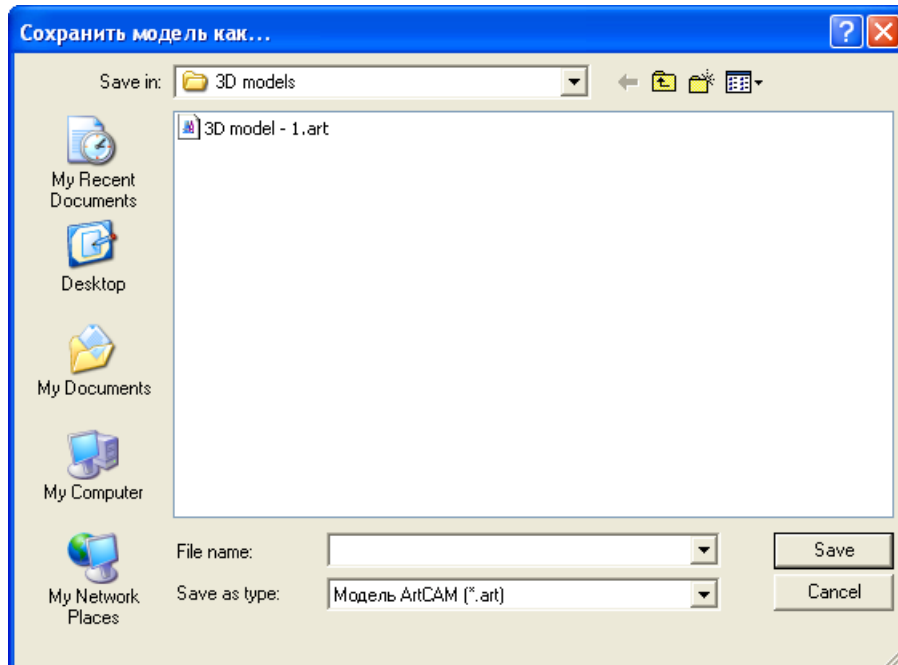 Сохранить модель как...
Save in:
3D models
3D model - 1.art
My Recent
Documents
Desktop
My Documents
My Computer
My Network
Places
File name:
Save
Save as type:
Модель ArtCAM (*.art)
Cancel